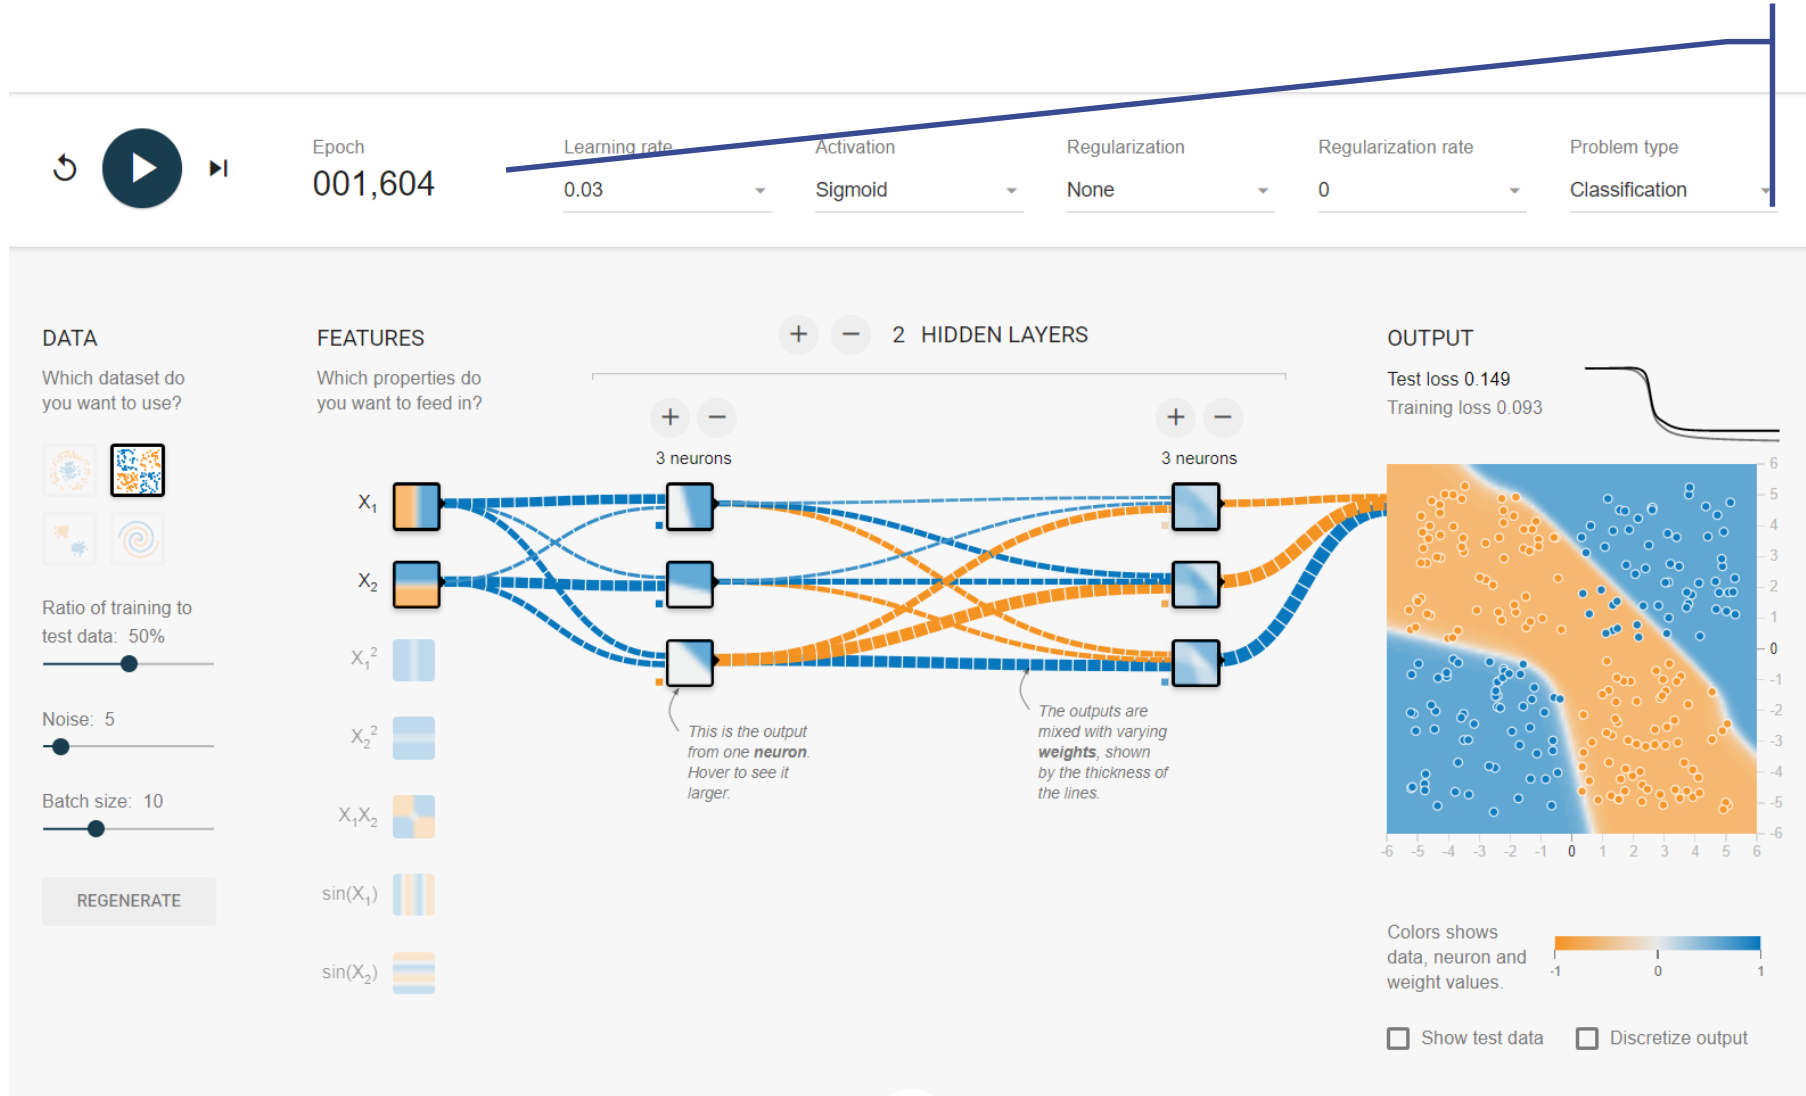 Epoch
001,604
Learning rate
0.03
Activation
Sigmoid
Regularization
None
Regularization rate
0
Problem type
Classification
DATA
Which dataset do
you want to use?
Ratio of training to
test data: 50%
Noise: 5
Batch size: 10
REGENERATE
FEATURES
Which properties do
you want to feed in?
X1
X2
X1²
X2²
X1X2
sin(X1)
sin(X2)
+ − 2 HIDDEN LAYERS
+ −
3 neurons
+ −
3 neurons
This is the output
from one neuron.
Hover to see it
larger.
The outputs are
mixed with varying
weights, shown
by the thickness of
the lines.
OUTPUT
Test loss 0.149
Training loss 0.093
6
5
4
3
2
1
0
-1
-2
-3
-4
-5
-6
-6 -5 -4 -3 -2 -1 0 1 2 3 4 5 6
Colors shows
data, neuron and
weight values.
-1 0 1
Show test data
Discretize output